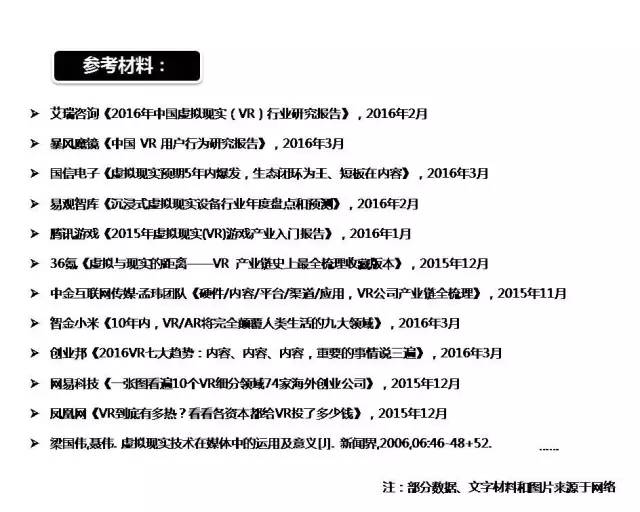 参考材料：
艾瑞咨询《2016年中国虚拟现实（VR）行业研究报告》，2016年2月
暴风魔镜《中国 VR 用户行为研究报告》，2016年3月
国信电子《虚拟现实预期5年内爆发，生态闭环为王、短板在内容》，2016年3月
易观智库《沉浸式虚拟现实设备行业年度盘点和预测》，2016年2月
腾讯游戏《2015年虚拟现实(VR)游戏产业入门报告》，2016年1月
36氪《虚拟与现实的距离——VR 产业链史上最全梳理收藏版本》，2015年12月
中金互联网传媒·孟玮团队《硬件/内容/平台/渠道/应用，VR公司产业链全梳理》，2015年11月
智金小米《10年内，VR/AR将完全颠覆人类生活的九大领域》，2016年3月
创业邦《2016VR七大趋势：内容、内容、内容，重要的事情说三遍》，2016年3月
网易科技《一张图看遍10个VR细分领域74家海外创业公司》，2015年12月
凤凰网《VR到底有多热？看看各资本都给VR投了多少钱》，2015年12月
梁国伟,聂伟. 虚拟现实技术在媒体中的运用及意义[J]. 新闻界,2006,06:46-48+52. ……
注：部分数据、文字材料和图片来源于网络